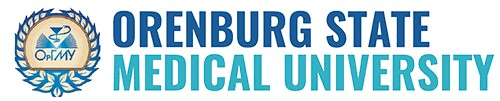 ОрГМУ
ORENBURG STATE
MEDICAL UNIVERSITY